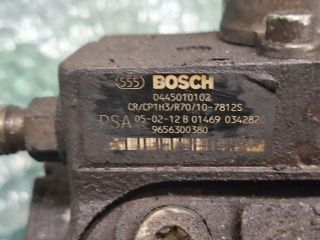 555 BOSCH
0445010102
CR/CP1H3/R70/10-7812S
PSA 05-02-12 B 01469 034282
9656300380